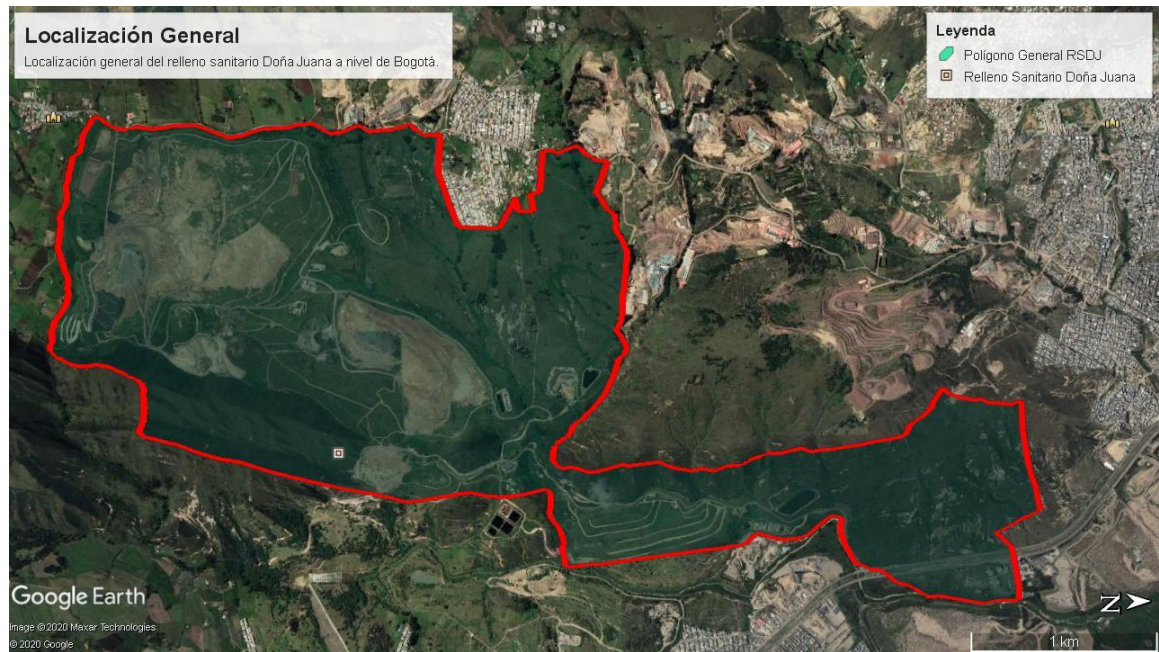 Localización General
Localización general del relleno sanitario Doña Juana a nivel de Bogotá.
Leyenda
Polígono General RSDJ
Relleno Sanitario Doña Juana
Google Earth
Image © 2020 Maxar Technologies
© 2020 Google
N
1 km